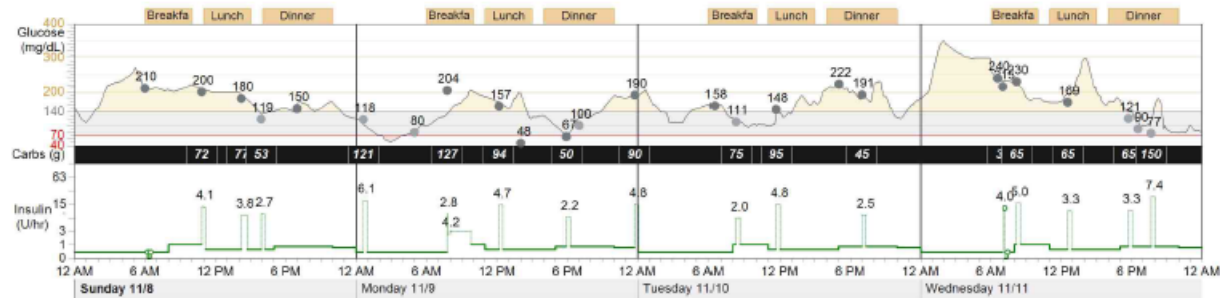 Breakfa Lunch Dinner Breakfa Lunch Dinner Breakfa Lunch Dinner Breakfa Lunch Dinner
400
Glucose
(mg/dL)
300
200
140
70
40
210 200 180 119 150 118 80 204 157 48 67 100 190 158 111 148 222 191 240 230 169 121 90 77
Carbs (g) 72 77 53 121 127 94 50 90 75 95 45 3 65 65 65 150
63
Insulin
(U/hr)
15
3
1
0
4.1 3.8 2.7 6.1 2.8 4.2 4.7 2.2 4.8 2.0 4.8 2.5 4.0 6.0 3.3 3.3 7.4
12 AM 6 AM 12 PM 6 PM 12 AM 6 AM 12 PM 6 PM 12 AM 6 AM 12 PM 6 PM 12 AM 6 AM 12 PM 6 PM 12 AM
Sunday 11/8 Monday 11/9 Tuesday 11/10 Wednesday 11/11